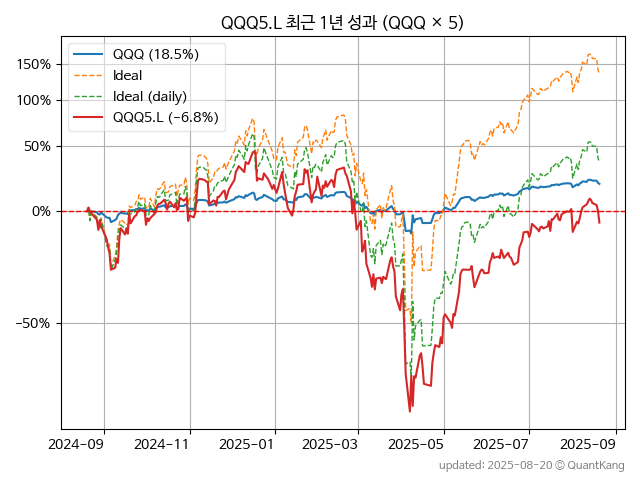 QQQ5.L 최근 1년 성과 (QQQ × 5)
QQQ (18.5%)
Ideal
Ideal (daily)
QQQ5.L (−6.8%)
150%
100%
50%
0%
−50%
2024−09
2024−11
2025−01
2025−03
2025−05
2025−07
2025−09
updated: 2025-08-20 © QuantKang